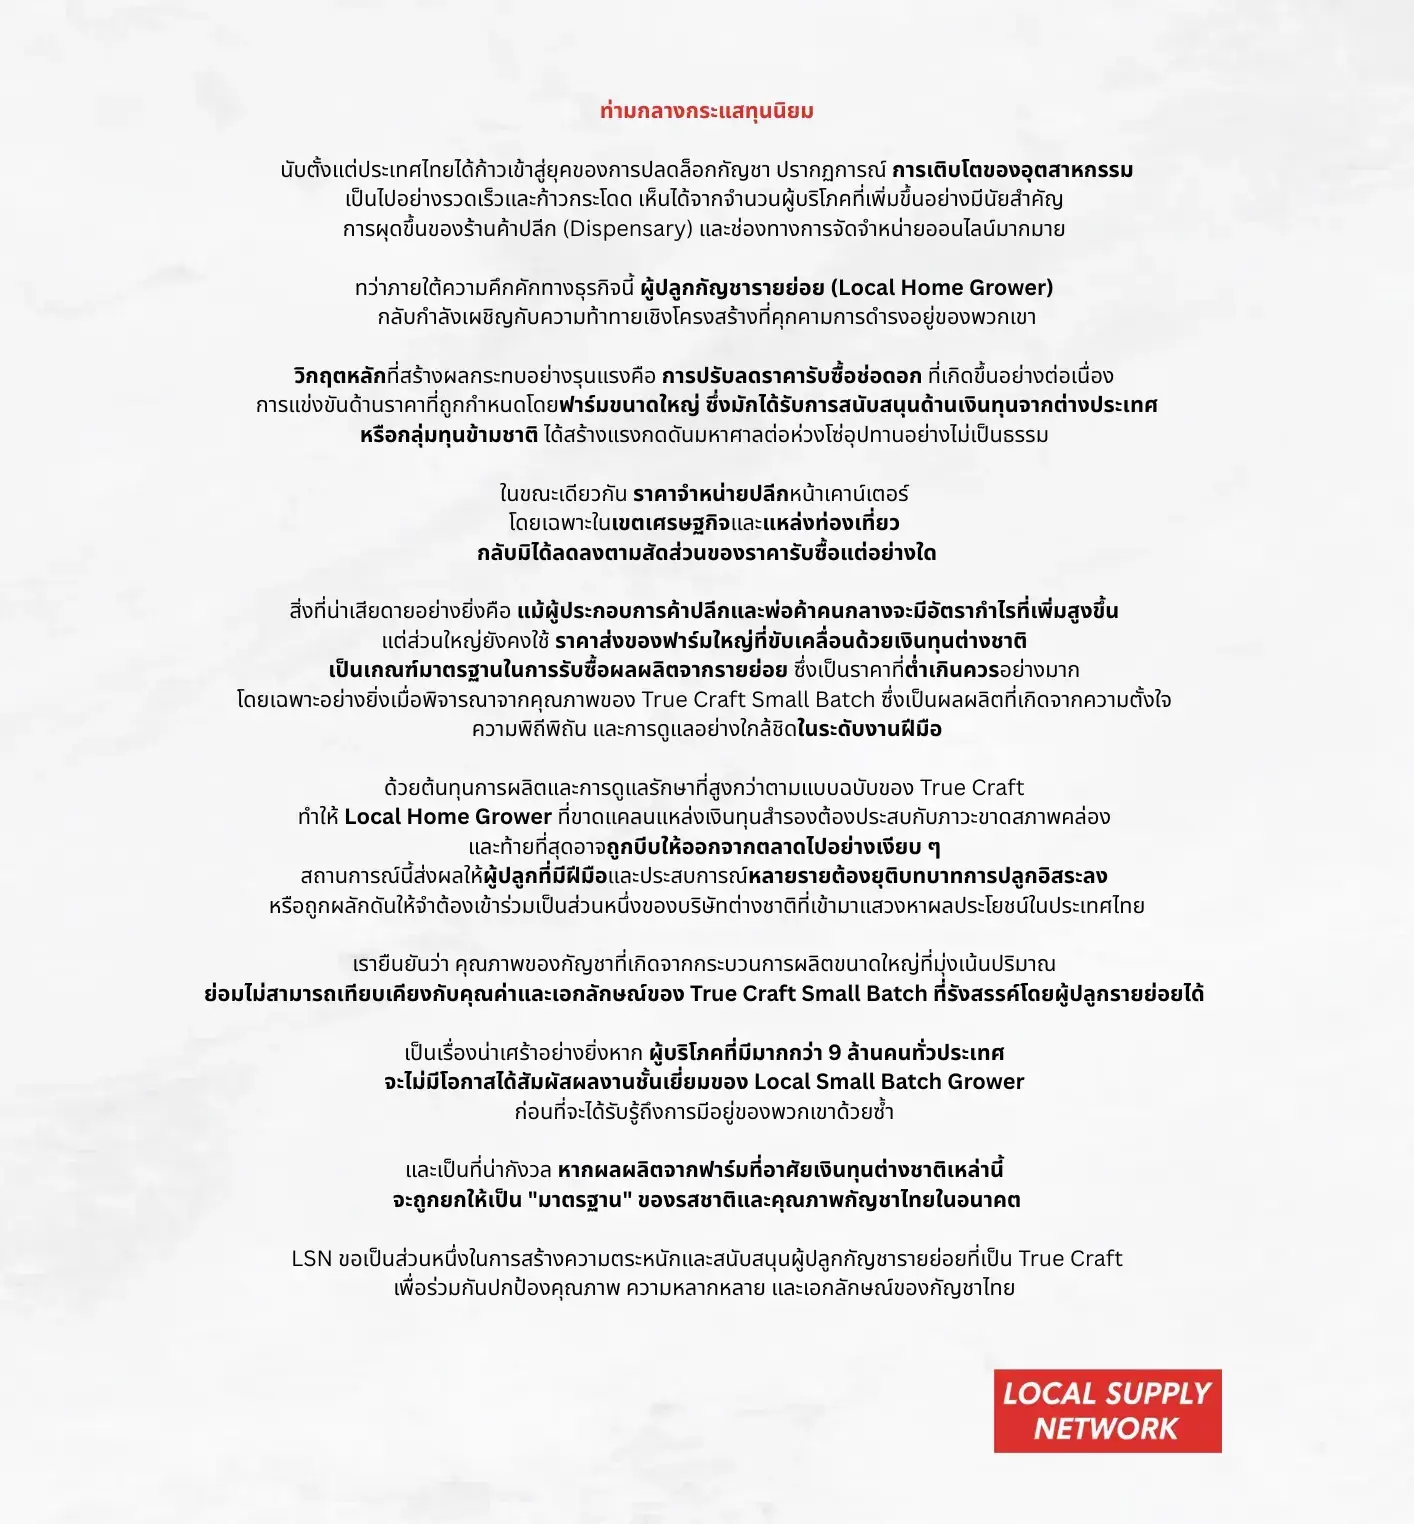 ท่ามกลางกระแสทุนนิยม
นับตั้งแต่ประเทศไทยได้ก้าวเข้าสู่ยุคของการปลดล็อกกัญชา ปรากฏการณ์ การเติบโตของอุตสาหกรรม
เป็นไปอย่างรวดเร็วและก้าวกระโดด เห็นได้จากจำนวนผู้บริโภคที่เพิ่มขึ้นอย่างมีนัยสำคัญ
การผุดขึ้นของร้านค้าปลีก (Dispensary) และช่องทางการจัดจำหน่ายออนไลน์มากมาย
ทว่าภายใต้ความคึกคักทางธุรกิจนี้ ผู้ปลูกกัญชารายย่อย (Local Home Grower)
กลับกำลังเผชิญกับความท้าทายเชิงโครงสร้างที่คุกคามการดำรงอยู่ของพวกเขา
วิกฤตหลักที่สร้างผลกระทบอย่างรุนแรงคือ การปรับลดราคารับซื้อช่อดอก ที่เกิดขึ้นอย่างต่อเนื่อง
การแข่งขันด้านราคาที่ถูกกำหนดโดยฟาร์มขนาดใหญ่ ซึ่งมักได้รับการสนับสนุนด้านเงินทุนจากต่างประเทศ
หรือกลุ่มทุนข้ามชาติ ได้สร้างแรงกดดันมหาศาลต่อห่วงโซ่อุปทานอย่างไม่เป็นธรรม
ในขณะเดียวกัน ราคาจำหน่ายปลีกหน้าเคาน์เตอร์
โดยเฉพาะในเขตเศรษฐกิจและแหล่งท่องเที่ยว
กลับมิได้ลดลงตามสัดส่วนของราคารับซื้อแต่อย่างใด
สิ่งที่น่าเสียดายอย่างยิ่งคือ แม้ผู้ประกอบการค้าปลีกและพ่อค้าคนกลางจะมีอัตรากำไรที่เพิ่มสูงขึ้น
แต่ส่วนใหญ่ยังคงใช้ ราคาส่งของฟาร์มใหญ่ที่ขับเคลื่อนด้วยเงินทุนต่างชาติ
เป็นเกณฑ์มาตรฐานในการรับซื้อผลผลิตจากรายย่อย ซึ่งเป็นราคาที่ต่ำเกินควรอย่างมาก
โดยเฉพาะอย่างยิ่งเมื่อพิจารณาจากคุณภาพของ True Craft Small Batch ซึ่งเป็นผลผลิตที่เกิดจากความตั้งใจ
ความพิถีพิถัน และการดูแลอย่างใกล้ชิดในระดับงานฝีมือ
ด้วยต้นทุนการผลิตและการดูแลรักษาที่สูงกว่าตามแบบฉบับของ True Craft
ทำให้ Local Home Grower ที่ขาดแคลนแหล่งเงินทุนสำรองต้องประสบกับภาวะขาดสภาพคล่อง
และท้ายที่สุดอาจถูกบีบให้ออกจากตลาดไปอย่างเงียบ ๆ
สถานการณ์นี้ส่งผลให้ผู้ปลูกที่มีฝีมือและประสบการณ์หลายรายต้องยุติบทบาทการปลูกอิสระลง
หรือถูกผลักดันให้จำต้องเข้าร่วมเป็นส่วนหนึ่งของบริษัทต่างชาติที่เข้ามาแสวงหาผลประโยชน์ในประเทศไทย
เรายืนยันว่า คุณภาพของกัญชาที่เกิดจากกระบวนการผลิตขนาดใหญ่ที่มุ่งเน้นปริมาณ
ย่อมไม่สามารถเทียบเคียงกับคุณค่าและเอกลักษณ์ของ True Craft Small Batch ที่รังสรรค์โดยผู้ปลูกรายย่อยได้
เป็นเรื่องน่าเศร้าอย่างยิ่งหาก ผู้บริโภคที่มีมากกว่า 9 ล้านคนทั่วประเทศ
จะไม่มีโอกาสได้สัมผัสผลงานชั้นเยี่ยมของ Local Small Batch Grower
ก่อนที่จะได้รับรู้ถึงการมีอยู่ของพวกเขาด้วยซ้ำ
และเป็นที่น่ากังวล หากผลผลิตจากฟาร์มที่อาศัยเงินทุนต่างชาติเหล่านี้
จะถูกยกให้เป็น "มาตรฐาน" ของรสชาติและคุณภาพกัญชาไทยในอนาคต
LSN ขอเป็นส่วนหนึ่งในการสร้างความตระหนักและสนับสนุนผู้ปลูกกัญชารายย่อยที่เป็น True Craft
เพื่อร่วมกันปกป้องคุณภาพ ความหลากหลาย และเอกลักษณ์ของกัญชาไทย
LOCAL SUPPLY
NETWORK